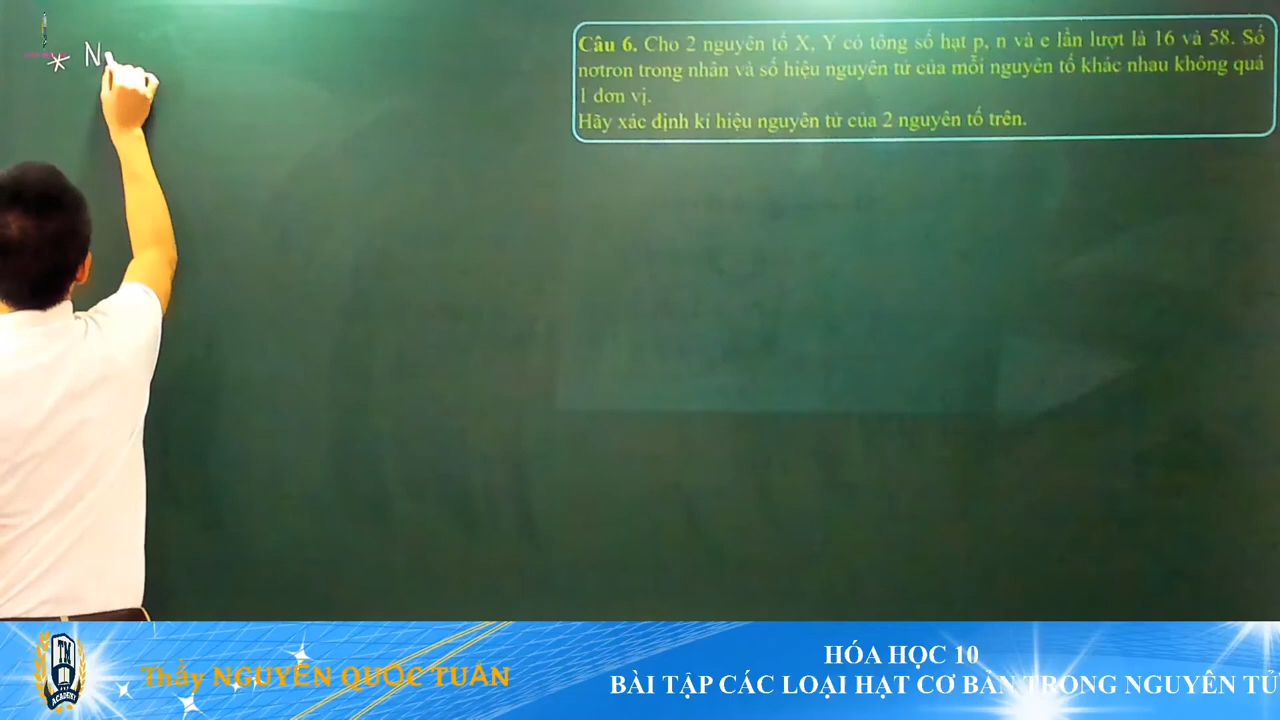 * N
Câu 6. Cho 2 nguyên tố X, Y có tổng số hạt p, n và e lần lượt là 16 và 58. Số
nơtron trong nhân và số hiệu nguyên tử của mỗi nguyên tố khác nhau không quá
1 đơn vị.
Hãy xác định kí hiệu nguyên tử của 2 nguyên tố trên.
TM
ACADEMY
Thầy NGUYỄN QUỐC TUẤN
HÓA HỌC 10
BÀI TẬP CÁC LOẠI HẠT CƠ BẢN TRONG NGUYÊN TỬ